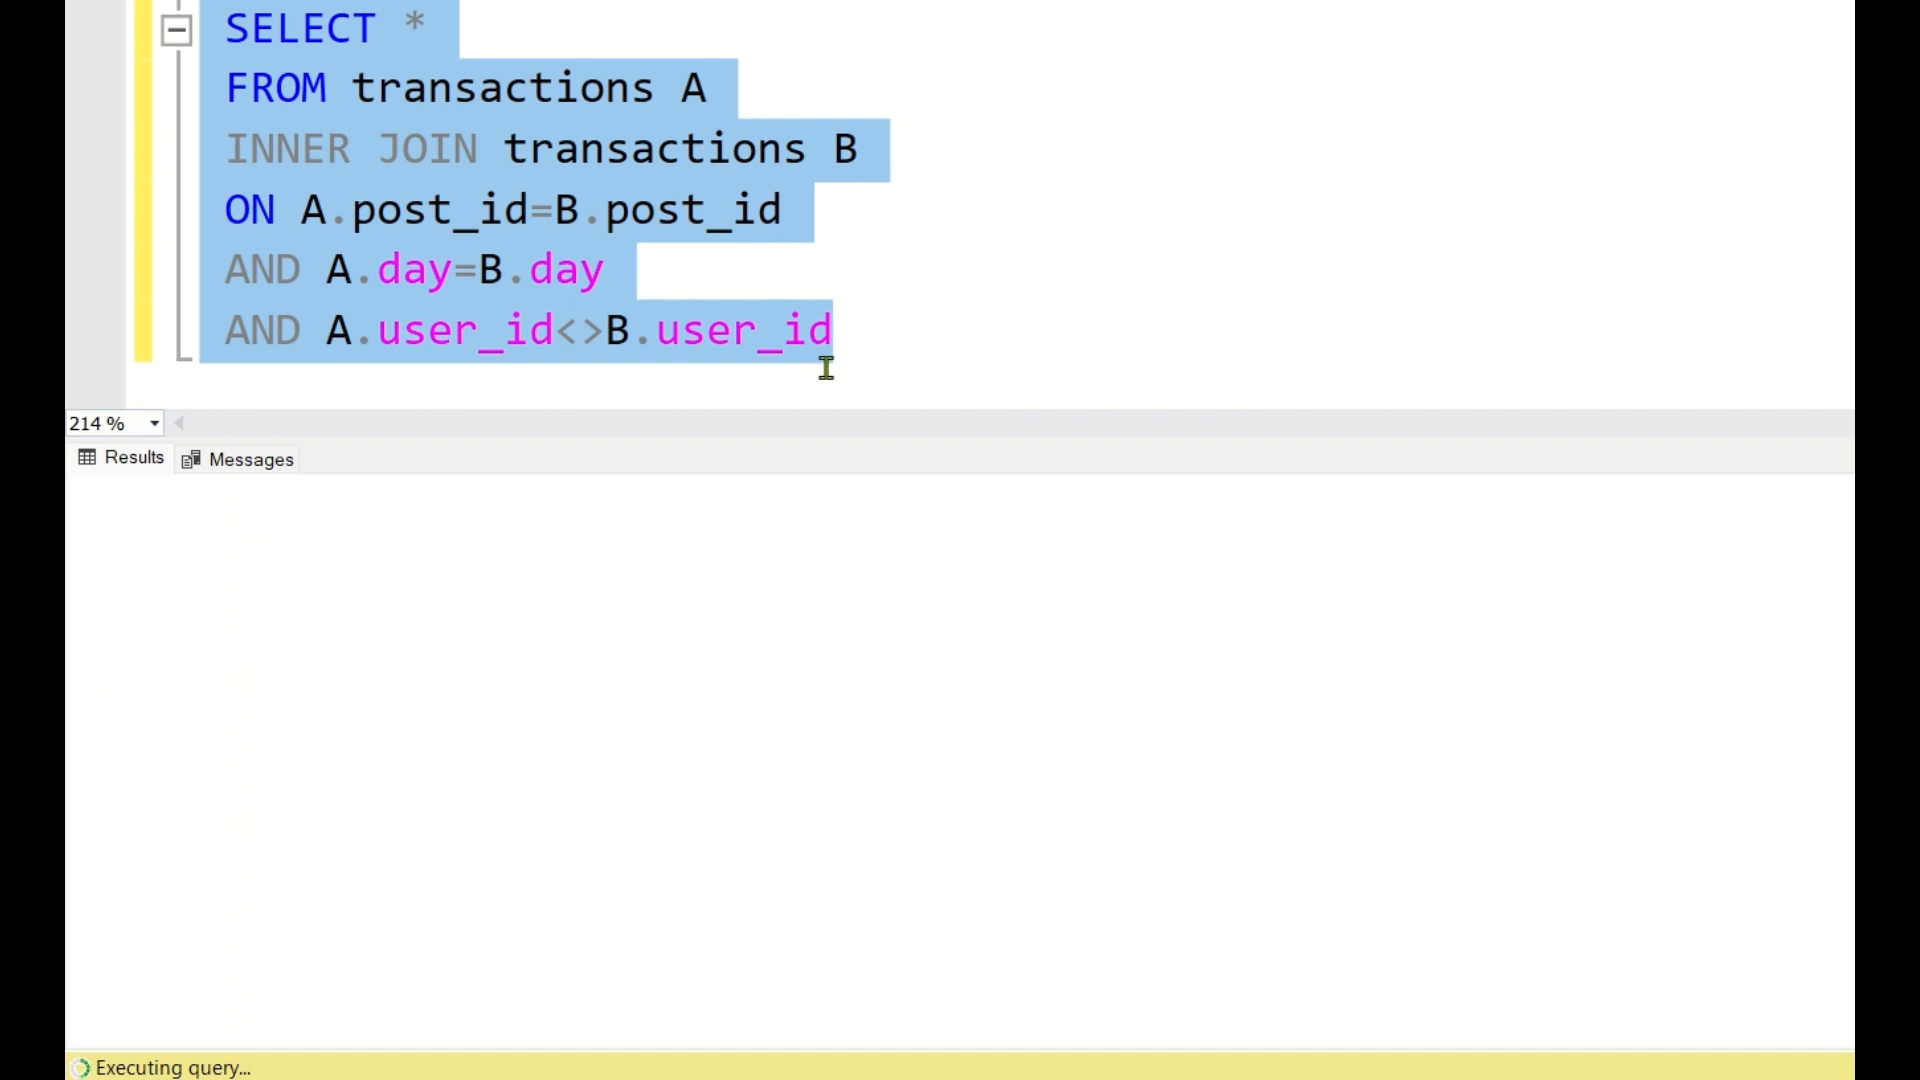 SELECT *
FROM transactions A
INNER JOIN transactions B
ON A.post_id=B.post_id
AND A.day=B.day
AND A.user_id<>B.user_id
214 %
Results Messages
Executing query...